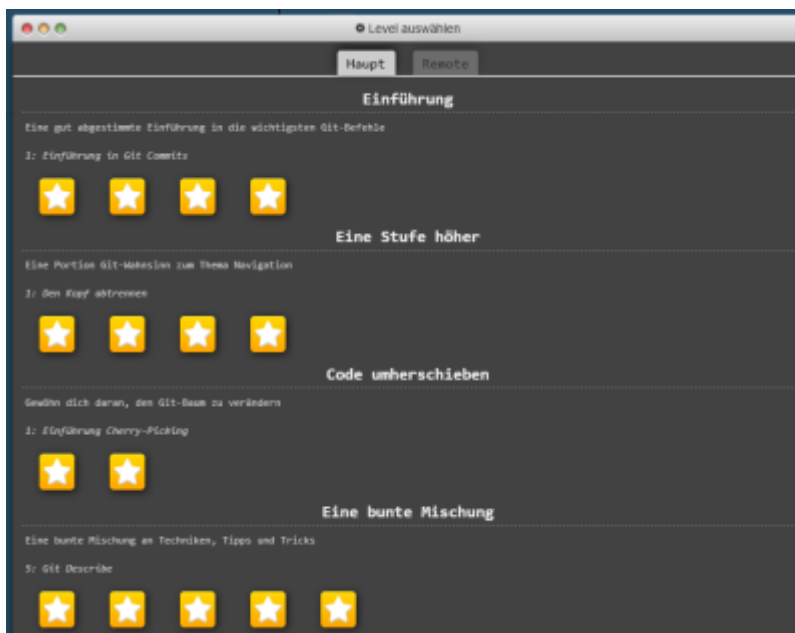 Level auswählen
Haupt Remote
Einführung
Eine gut abgestimmte Einführung in die wichtigsten Git-Befehle
1: Einführung in Git Commits
Eine Stufe höher
Eine Portion Git-Wahnsinn zum Thema Navigation
1: Den Kopf abtrennen
Code umherschieben
Gewöhn dich daran, den Git-Baum zu verändern
1: Einführung Cherry-Picking
Eine bunte Mischung
Eine bunte Mischung an Techniken, Tipps und Tricks
5: Git Describe